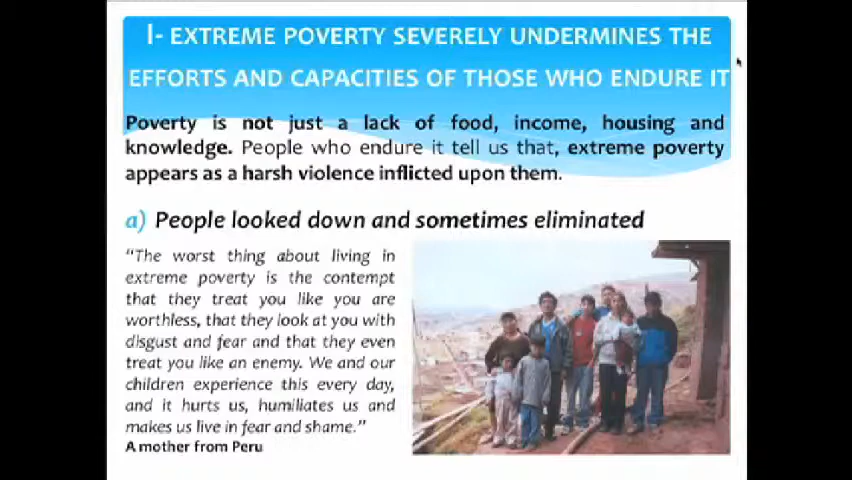 I- EXTREME POVERTY SEVERELY UNDERMINES THE
EFFORTS AND CAPACITIES OF THOSE WHO ENDURE IT
Poverty is not just a lack of food, income, housing and
knowledge. People who endure it tell us that, extreme poverty
appears as a harsh violence inflicted upon them.
a) People looked down and sometimes eliminated
“The worst thing about living in
extreme poverty is the contempt
that they treat you like you are
worthless, that they look at you with
disgust and fear and that they even
treat you like an enemy. We and our
children experience this every day,
and it hurts us, humiliates us and
makes us live in fear and shame.”
A mother from Peru